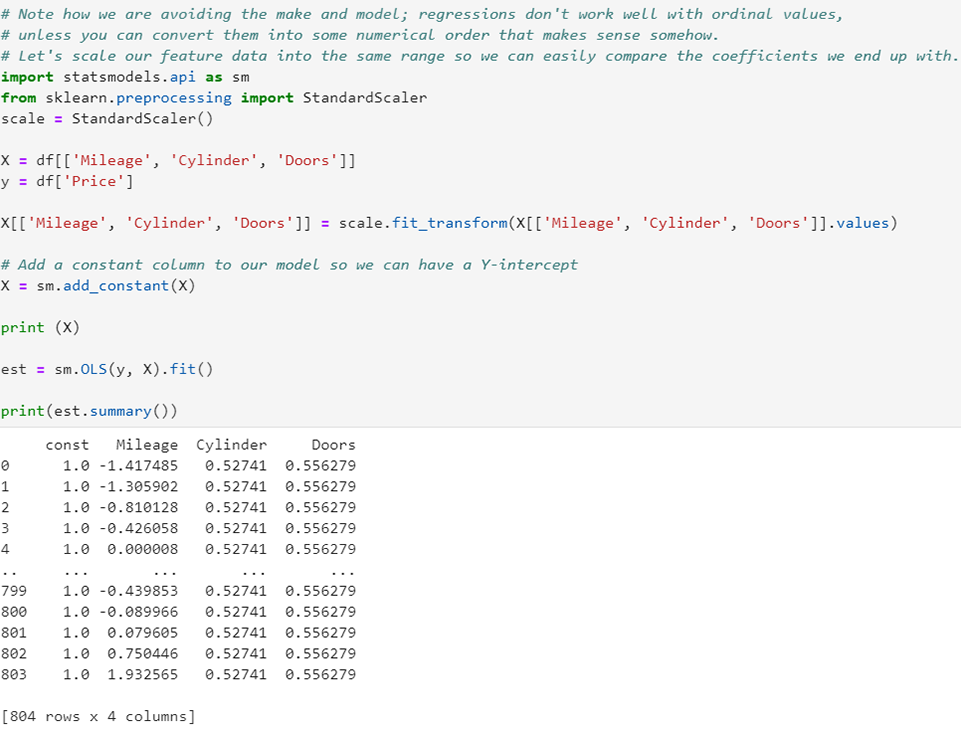 # Note how we are avoiding the make and model; regressions don't work well with ordinal values,
# unless you can convert them into some numerical order that makes sense somehow.
# Let's scale our feature data into the same range so we can easily compare the coefficients we end up with.
import statsmodels.api as sm
from sklearn.preprocessing import StandardScaler
scale = StandardScaler()
X = df[['Mileage', 'Cylinder', 'Doors']]
y = df['Price']
X[['Mileage', 'Cylinder', 'Doors']] = scale.fit_transform(X[['Mileage', 'Cylinder', 'Doors']].values)
# Add a constant column to our model so we can have a Y-intercept
X = sm.add_constant(X)
print (X)
est = sm.OLS(y, X).fit()
print(est.summary())
const Mileage Cylinder Doors
0 1.0 -1.417485 0.52741 0.556279
1 1.0 -1.305902 0.52741 0.556279
2 1.0 -0.810128 0.52741 0.556279
3 1.0 -0.426058 0.52741 0.556279
4 1.0 0.000008 0.52741 0.556279
.. ... ... ... ...
799 1.0 -0.439853 0.52741 0.556279
800 1.0 -0.089966 0.52741 0.556279
801 1.0 0.079605 0.52741 0.556279
802 1.0 0.750446 0.52741 0.556279
803 1.0 1.932565 0.52741 0.556279
[804 rows x 4 columns]